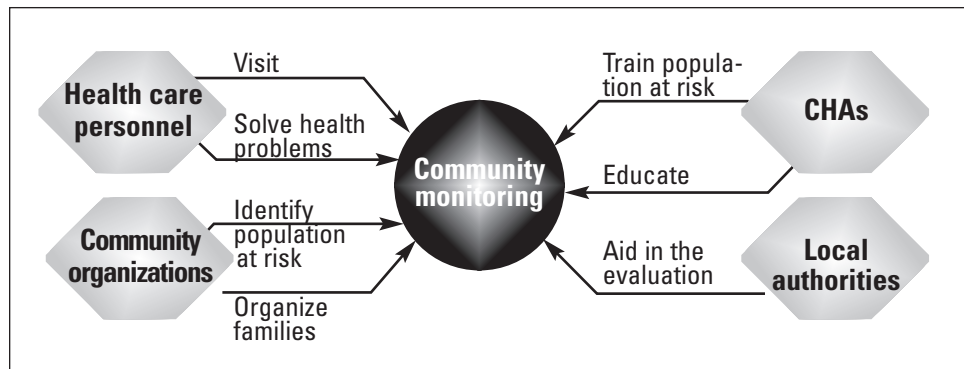 Health care
personnel
Visit
Solve health
problems
Community
organizations
Identify
population
at risk
Organize
families
Community
monitoring
Train popula-
tion at risk
CHAs
Educate
Aid in the
evaluation
Local
authorities